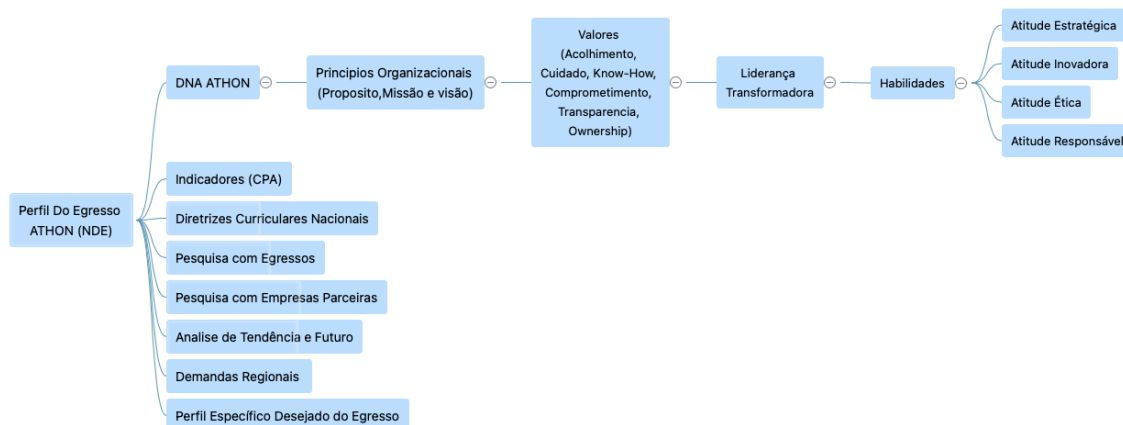 Perfil Do Egresso
ATHON (NDE)
DNA ATHON
Principios Organizacionais
(Proposito,Missão e visão)
Valores
(Acolhimento,
Cuidado, Know-How,
Comprometimento,
Transparencia,
Ownership)
Liderança
Transformadora
Habilidades
Atitude Estratégica
Atitude Inovadora
Atitude Ética
Atitude Responsável
Indicadores (CPA)
Diretrizes Curriculares Nacionais
Pesquisa com Egressos
Pesquisa com Empresas Parceiras
Analise de Tendência e Futuro
Demandas Regionais
Perfil Específico Desejado do Egresso